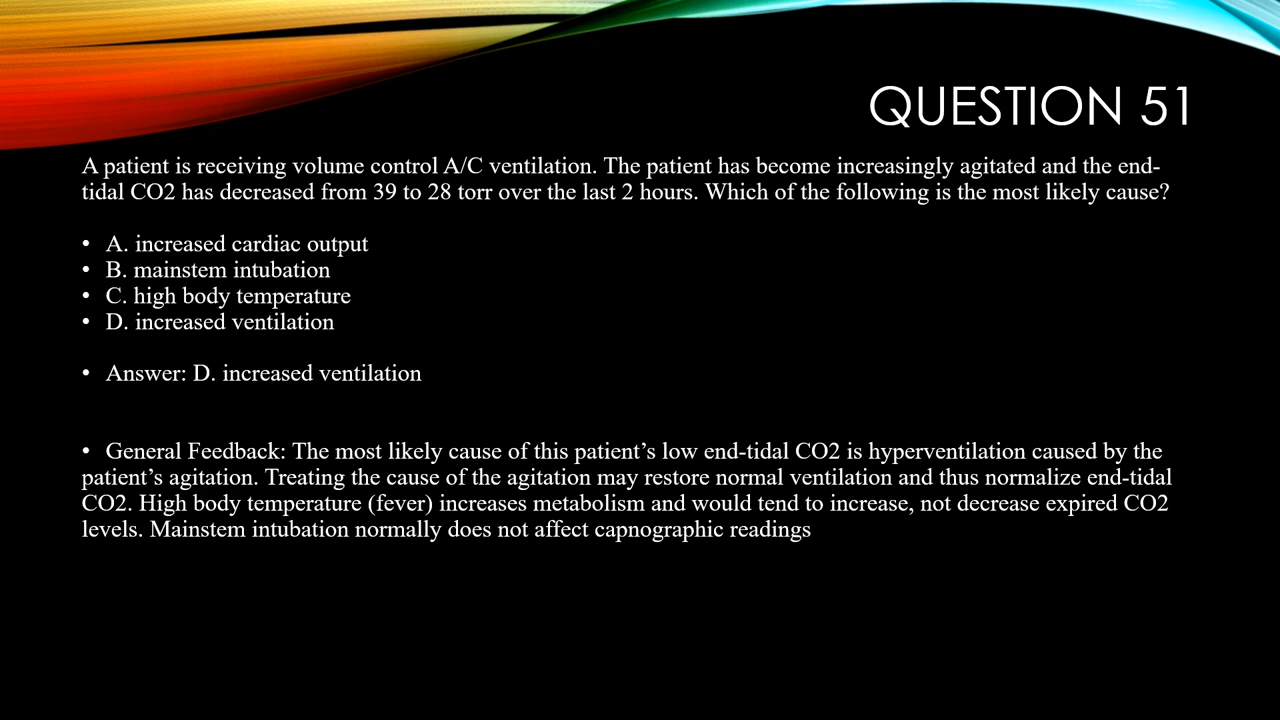 QUESTION 51
A patient is receiving volume control A/C ventilation. The patient has become increasingly agitated and the end-
tidal CO2 has decreased from 39 to 28 torr over the last 2 hours. Which of the following is the most likely cause?
• A. increased cardiac output
• B. mainstem intubation
• C. high body temperature
• D. increased ventilation
• Answer: D. increased ventilation
• General Feedback: The most likely cause of this patient’s low end-tidal CO2 is hyperventilation caused by the
patient’s agitation. Treating the cause of the agitation may restore normal ventilation and thus normalize end-tidal
CO2. High body temperature (fever) increases metabolism and would tend to increase, not decrease expired CO2
levels. Mainstem intubation normally does not affect capnographic readings